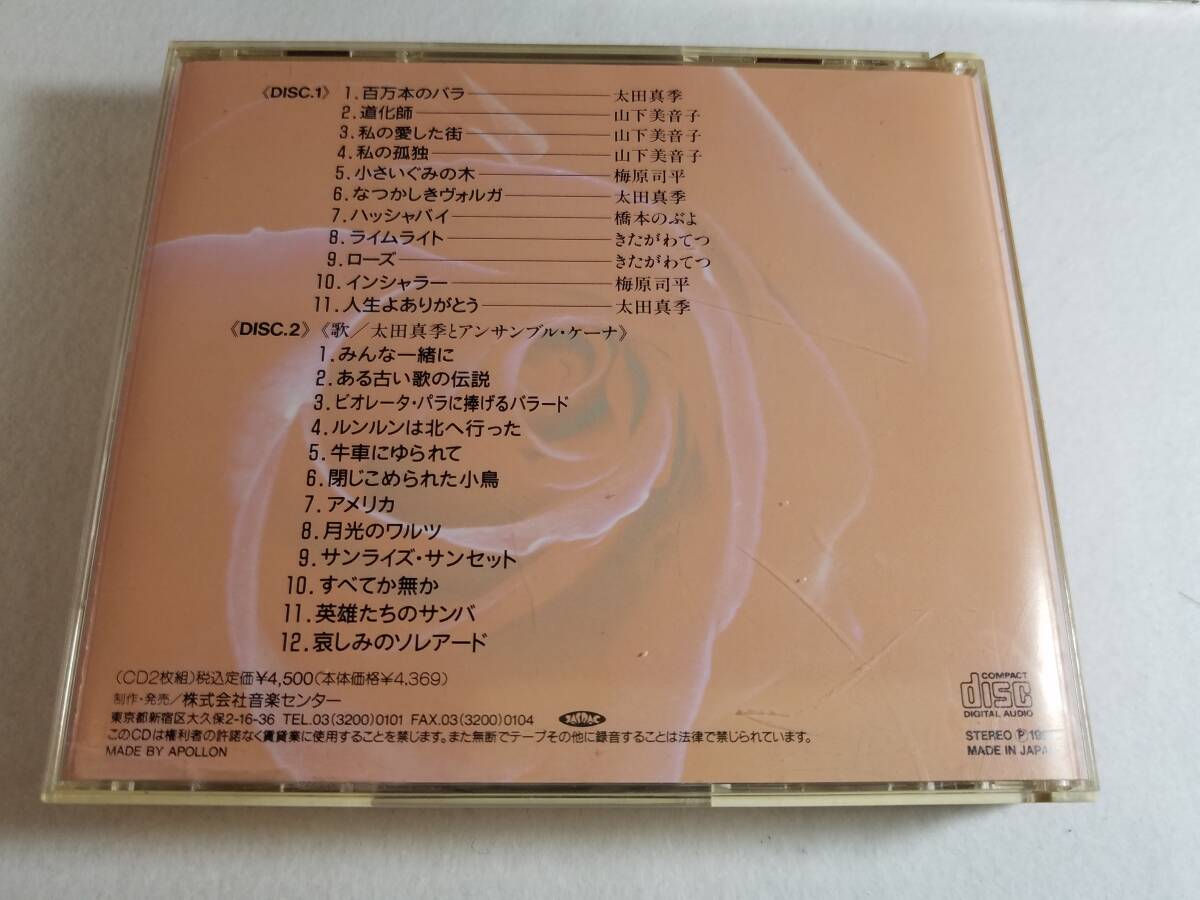 《DISC.1》 1.百万本のバラ 太田真季
2.道化師 山下美音子
3.私の愛した街 山下美音子
4.私の孤独 山下美音子
5.小さいぐみの木 梅原司平
6.なつかしきヴォルガ 太田真季
7.ハッシャバイ 橋本のぶよ
8.ライムライト きたがわてつ
9.ローズ きたがわてつ
10.インシャラー 梅原司平
11.人生よありがとう 太田真季
《DISC.2》《歌/太田真季とアンサンブル・ケーナ》
1.みんな一緒に
2.ある古い歌の伝説
3.ビオレータ・パラに捧げるバラード
4.ルンルンは北へ行った
5.牛車にゆられて
6.閉じこめられた小鳥
7.アメリカ
8.月光のワルツ
9.サンライズ・サンセット
10.すべてか無か
11.英雄たちのサンバ
12.哀しみのソレアード
(CD2枚組)税込定価¥4,500(本体価格¥4,369)
制作・発売/株式会社音楽センター
東京都新宿区大久保2-16-36 TEL.03(3200)0101 FAX.03(3200)0104 JASRAC
このCDは権利者の許諾なく賃貸業に使用することを禁じます。また無断でテープその他に録音することは法律で禁じられています。
MADE BY APOLLON
COMPACT
disc
DIGITAL AUDIO
STEREO Ⓟ199
MADE IN JAPA